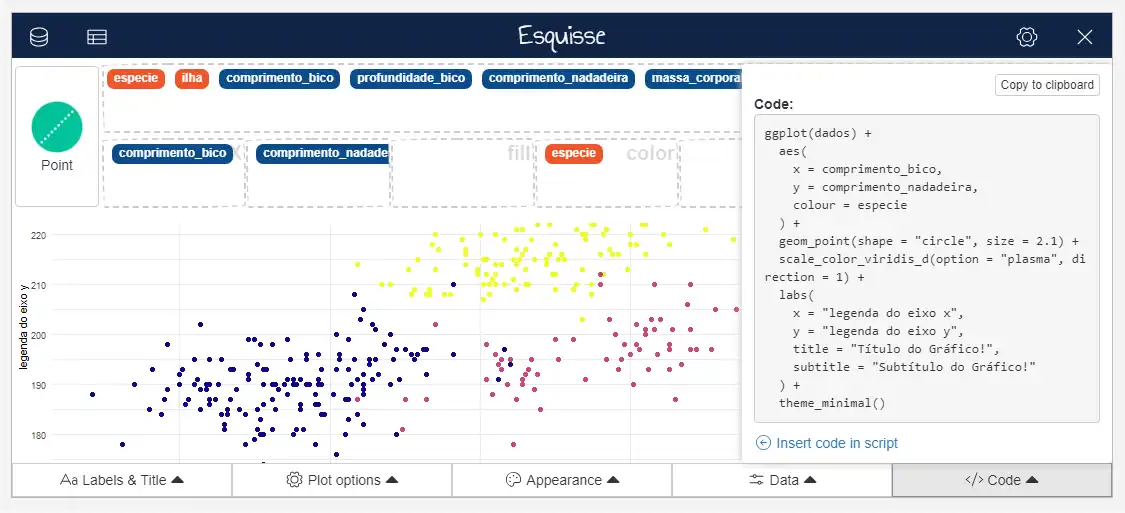 Esquisse
Point
especie ilha comprimento_bico profundidade_bico comprimento_nadadeira massa_corpora
comprimento_bico X comprimento_nadade fill especie color
legenda do eixo y
220
210
200
190
180
Copy to clipboard
Code:
ggplot(dados) +
aes(
x = comprimento_bico,
y = comprimento_nadadeira,
colour = especie
) +
geom_point(shape = "circle", size = 2.1) +
scale_color_viridis_d(option = "plasma", di
rection = 1) +
labs(
x = "legenda do eixo x",
y = "legenda do eixo y",
title = "Título do Gráfico!",
subtitle = "Subtítulo do Gráfico!"
) +
theme_minimal()
Insert code in script
Aa Labels & Title
Plot options
Appearance
Data
</> Code